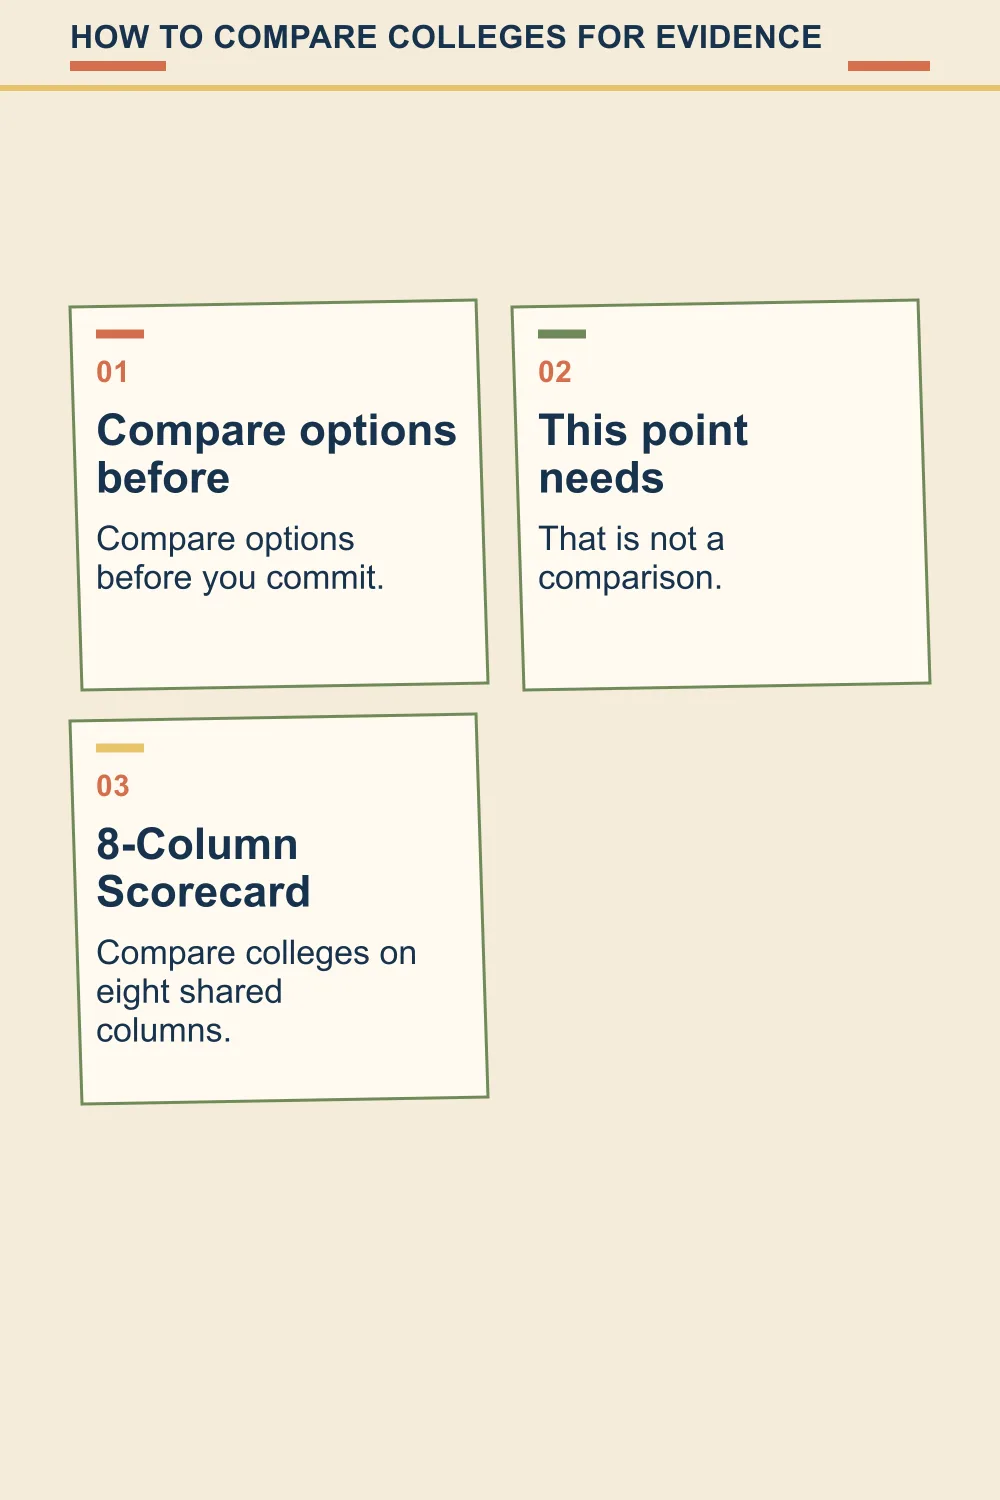 HOW TO COMPARE COLLEGES FOR EVIDENCE
01
Compare options
before
Compare options
before you commit.
02
This point
needs
That is not a
comparison.
03
8-Column
Scorecard
Compare colleges on
eight shared
columns.